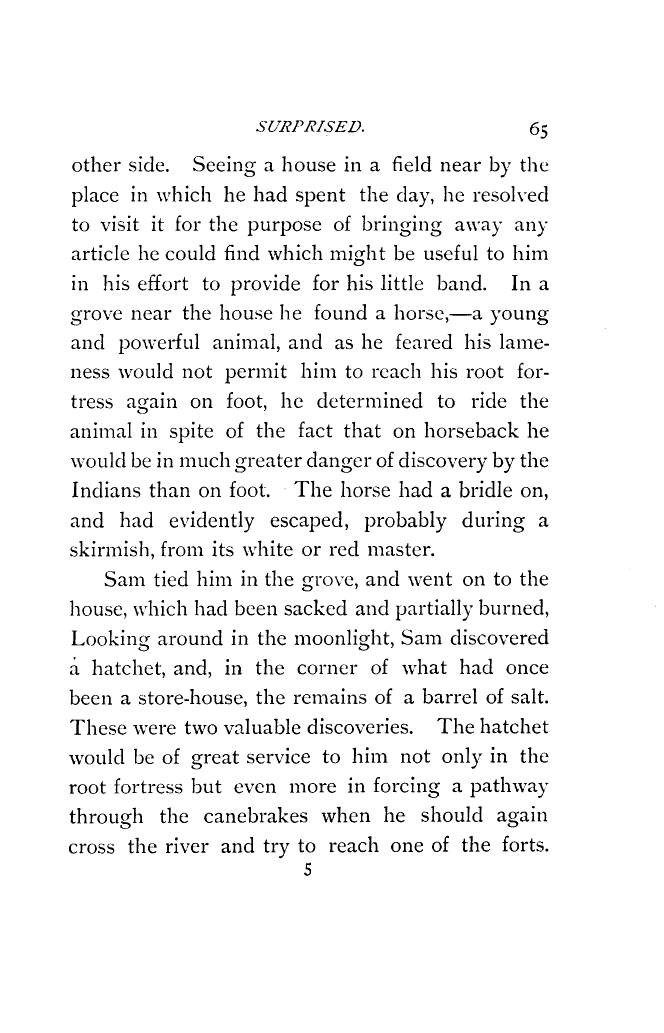 SURPRISED. 65
other side. Seeing a house in a field near by the
place in which he had spent the day, he resolved
to visit it for the purpose of bringing away any
article he could find which might be useful to him
in his effort to provide for his little band. In a
grove near the house he found a horse,—a young
and powerful animal, and as he feared his lame-
ness would not permit him to reach his root for-
tress again on foot, he determined to ride the
animal in spite of the fact that on horseback he
would be in much greater danger of discovery by the
Indians than on foot. The horse had a bridle on,
and had evidently escaped, probably during a
skirmish, from its white or red master.
Sam tied him in the grove, and went on to the
house, which had been sacked and partially burned,
Looking around in the moonlight, Sam discovered
a hatchet, and, in the corner of what had once
been a store-house, the remains of a barrel of salt.
These were two valuable discoveries. The hatchet
would be of great service to him not only in the
root fortress but even more in forcing a pathway
through the canebrakes when he should again
cross the river and try to reach one of the forts.
5